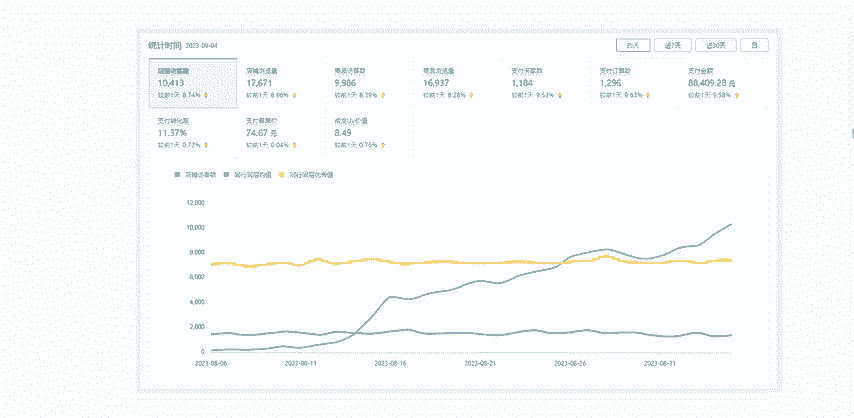 统计时间 2023-09-04
昨天 近7天 近30天 日
店铺访客数 店铺浏览量 商品访客数 商品浏览量 支付买家数 支付订单数 支付金额
10,413 17,671 9,986 16,937 1,184 1,296 88,409.28 元
较前1天 8.74% 较前1天 8.96% 较前1天 8.39% 较前1天 8.28% 较前1天 9.53% 较前1天 9.63% 较前1天 9.58%
支付转化率 支付客单价 成交UV价值
11.37% 74.67 元 8.49
较前1天 0.72% 较前1天 0.04% 较前1天 0.76%
店铺访客数 同行同层均值 同行同层优秀值
12,000
10,000
8,000
6,000
4,000
2,000
0
2023-08-06 2023-08-11 2023-08-16 2023-08-21 2023-08-26 2023-08-31